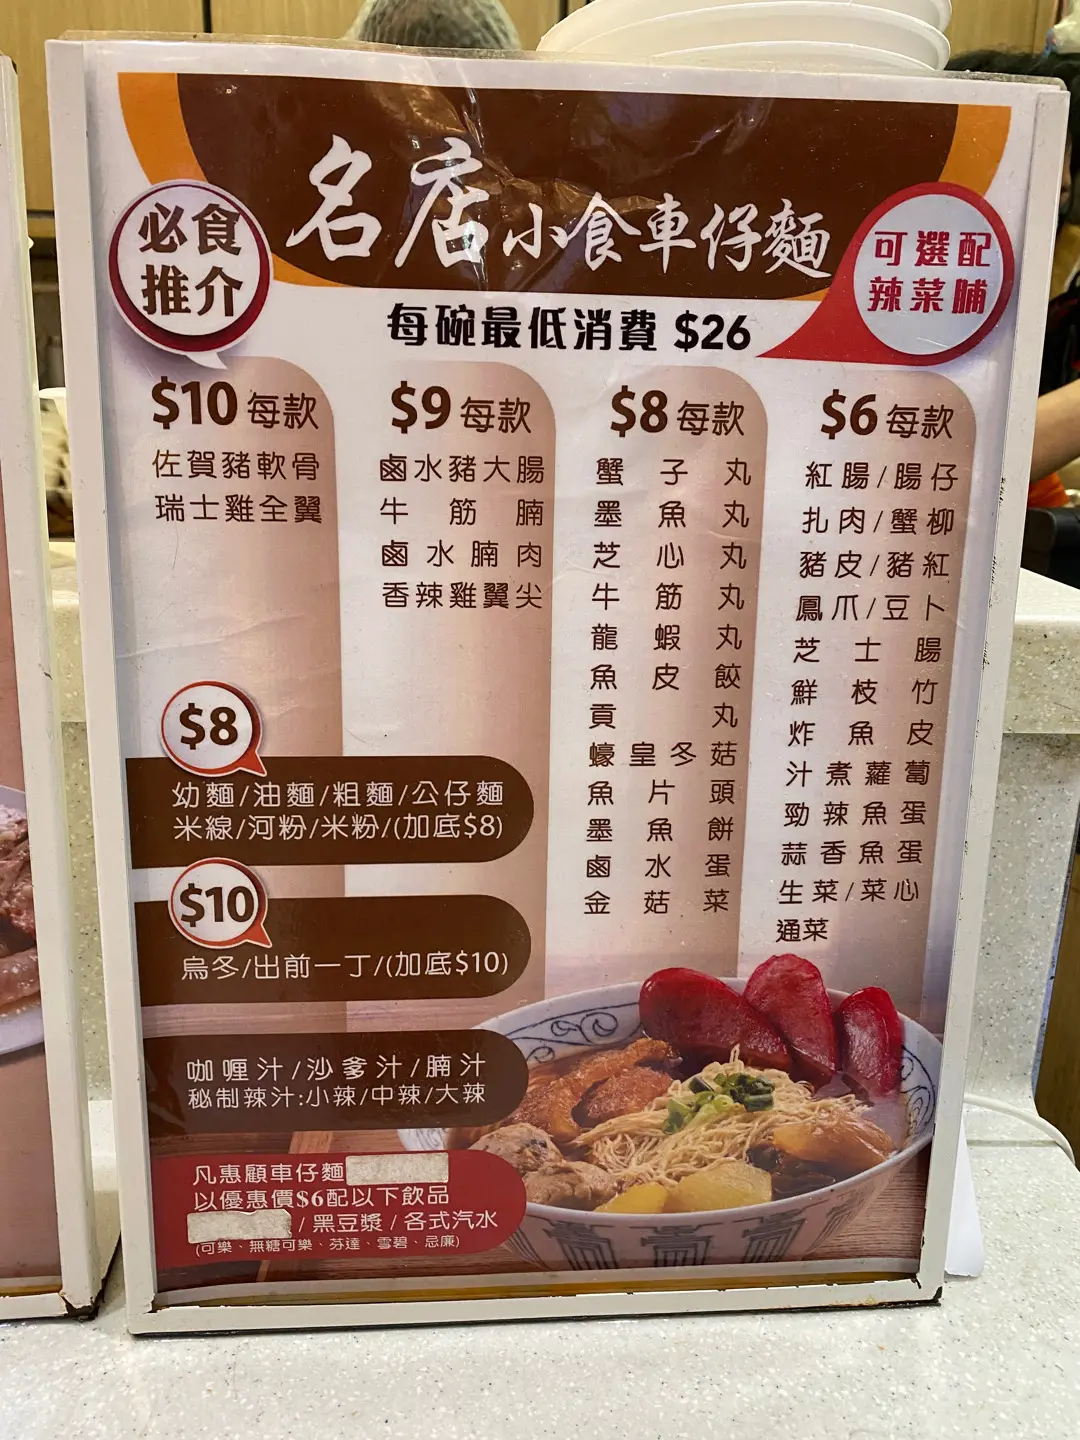 名店小食車仔麵
必食
推介
可選配
辣菜脯
每碗最低消費 $26
$10 每款
佐賀豬軟骨
瑞士雞全翼
$9 每款
鹵水豬大腸
牛筋腩
鹵水腩肉
香辣雞翼尖
$8 每款
蟹子丸
墨魚丸
芝心丸
牛筋丸
龍蝦丸
魚皮餃
貢丸
蠔皇冬菇
魚片頭
墨魚餅
鹵水蛋
金菇菜
$6 每款
紅腸/腸仔
扎肉/蟹柳
豬皮/豬紅
鳳爪/豆卜
芝士腸
鮮枝竹
炸魚皮
汁煮蘿蔔
勁辣魚蛋
蒜香魚蛋
生菜/菜心
通菜
$8
幼麵/油麵/粗麵/公仔麵
米線/河粉/米粉/(加底$8)
$10
烏冬/出前一丁/(加底$10)
咖喱汁/沙爹汁/腩汁
秘制辣汁:小辣/中辣/大辣
凡惠顧車仔麵
以優惠價$6配以下飲品
/ 黑豆漿 / 各式汽水
(可樂、無糖可樂、芬達、雪碧、忌廉)